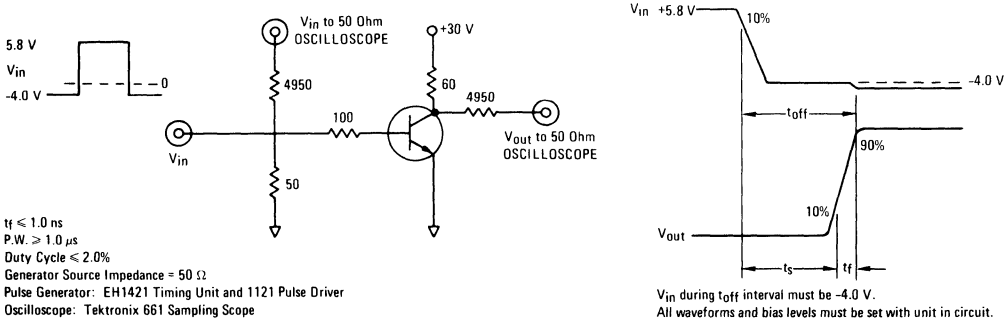 5.8 V
Vin
0
-4.0 V
Vin to 50 Ohm
OSCILLOSCOPE
+30 V
4950
60
4950
100
Vin
50
Vout to 50 Ohm
OSCILLOSCOPE
tf ≤ 1.0 ns
P.W. ≥ 1.0 μs
Duty Cycle ≤ 2.0%
Generator Source Impedance = 50 Ω
Pulse Generator: EH1421 Timing Unit and 1121 Pulse Driver
Oscilloscope: Tektronix 661 Sampling Scope
Vin +5.8 V
10%
-4.0 V
toff
90%
10%
Vout
ts
tf
Vin during toff interval must be -4.0 V.
All waveforms and bias levels must be set with unit in circuit.